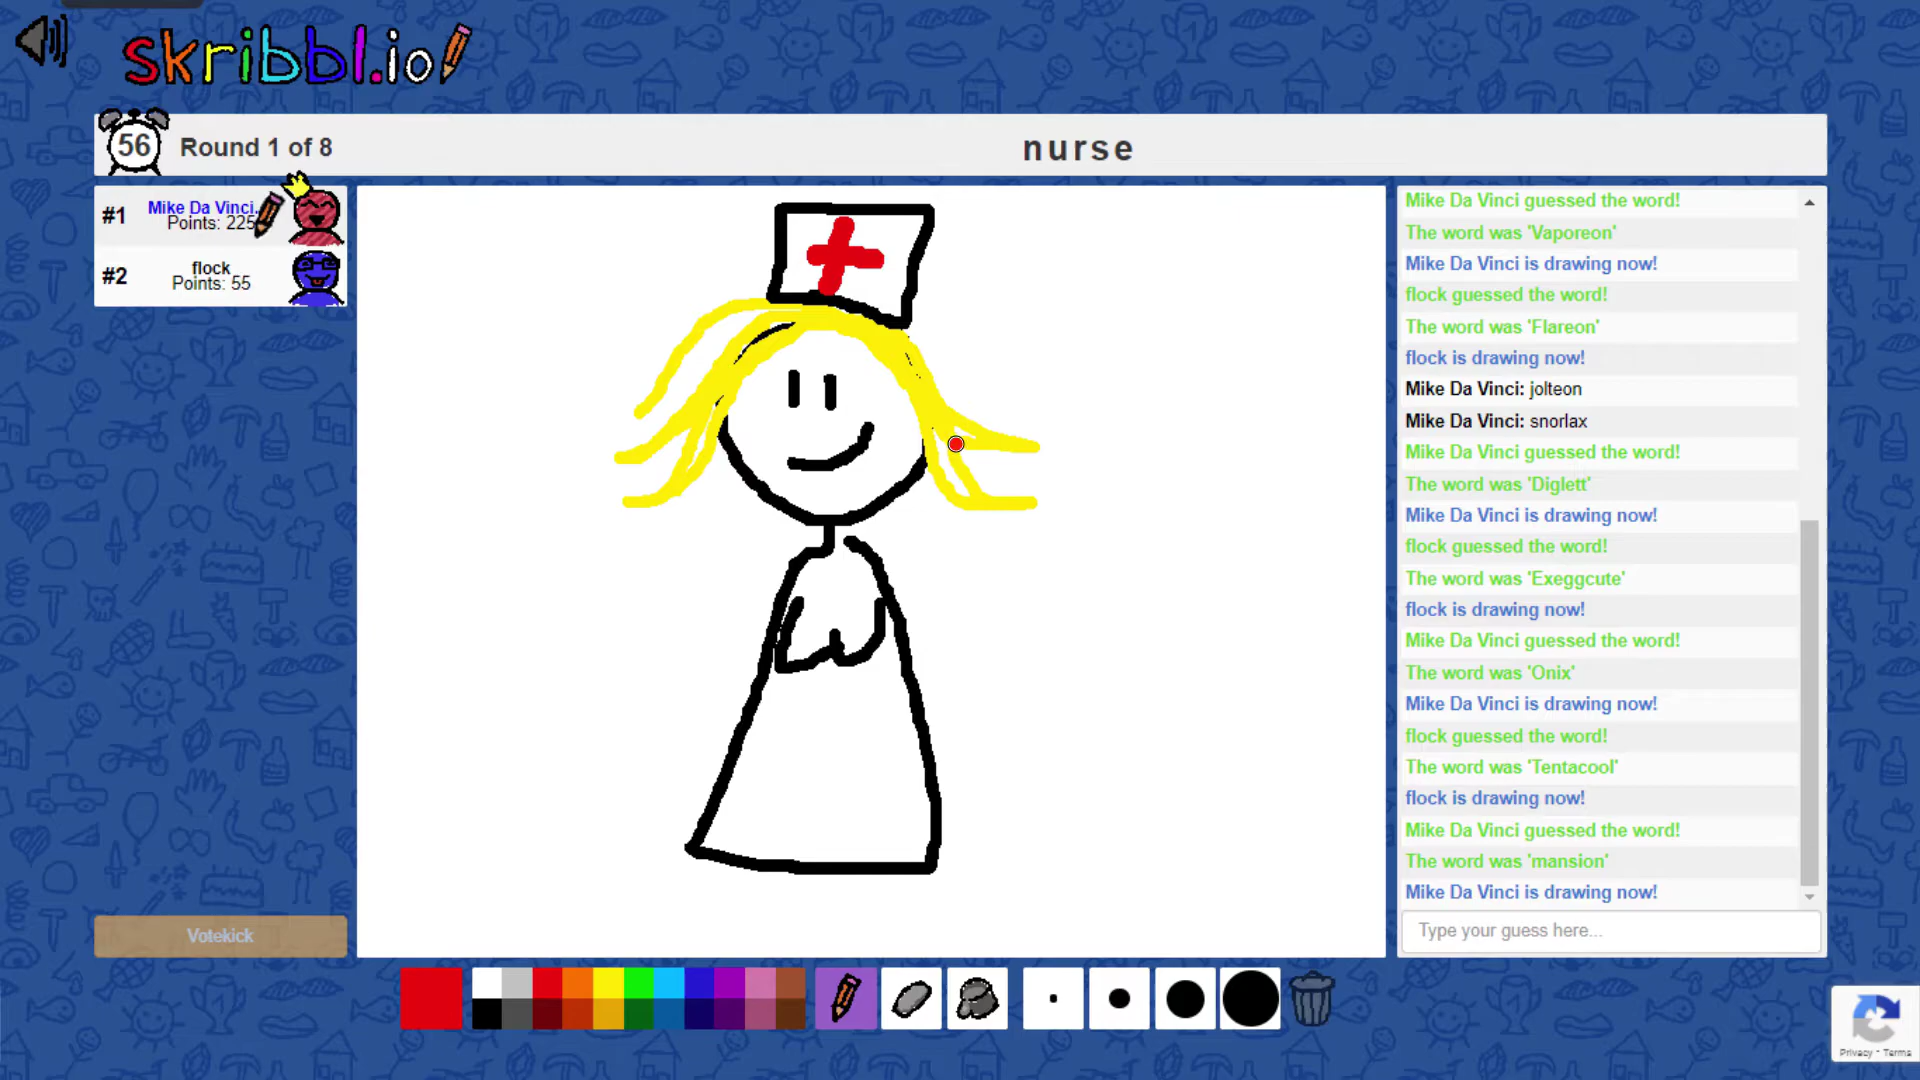 skribbl.io
56
Round 1 of 8
nurse
#1
Mike Da Vinci.
Points: 225
#2
flock
Points: 55
Votekick
Mike Da Vinci guessed the word!
The word was 'Vaporeon'
Mike Da Vinci is drawing now!
flock guessed the word!
The word was 'Flareon'
flock is drawing now!
Mike Da Vinci: jolteon
Mike Da Vinci: snorlax
Mike Da Vinci guessed the word!
The word was 'Diglett'
Mike Da Vinci is drawing now!
flock guessed the word!
The word was 'Exeggcute'
flock is drawing now!
Mike Da Vinci guessed the word!
The word was 'Onix'
Mike Da Vinci is drawing now!
flock guessed the word!
The word was 'Tentacool'
flock is drawing now!
Mike Da Vinci guessed the word!
The word was 'mansion'
Mike Da Vinci is drawing now!
Type your guess here...
Privacy - Terms